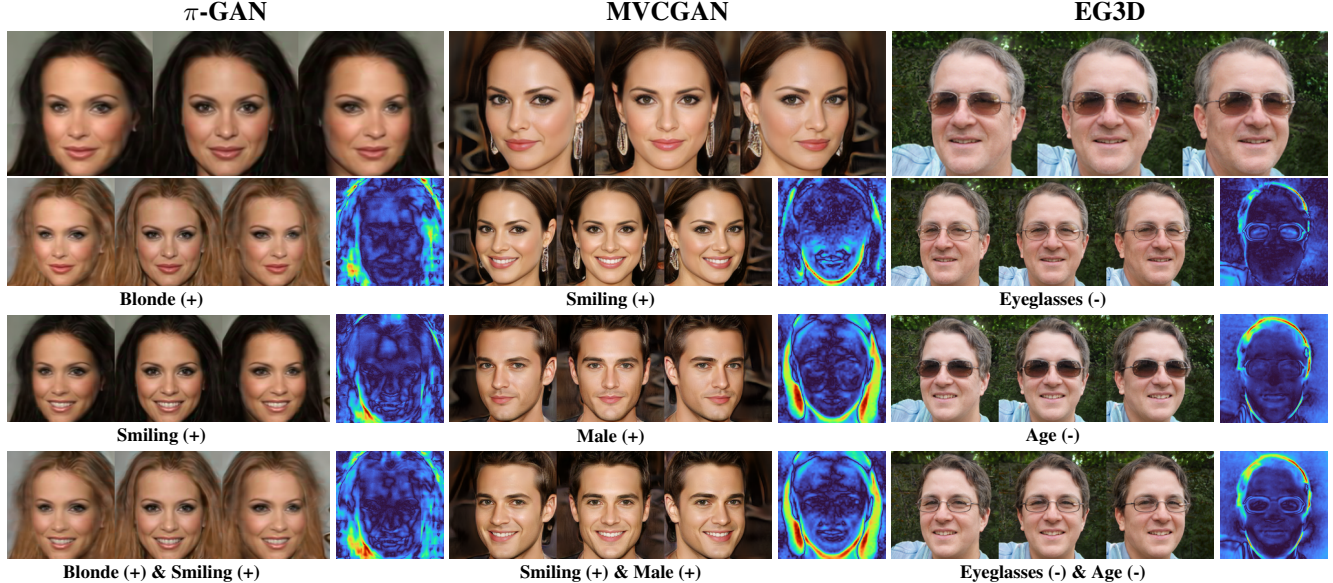 π-GAN
MVCGAN
EG3D
Blonde (+)
Smiling (+)
Eyeglasses (-)
Smiling (+)
Male (+)
Age (-)
Blonde (+) & Smiling (+)
Smiling (+) & Male (+)
Eyeglasses (-) & Age (-)